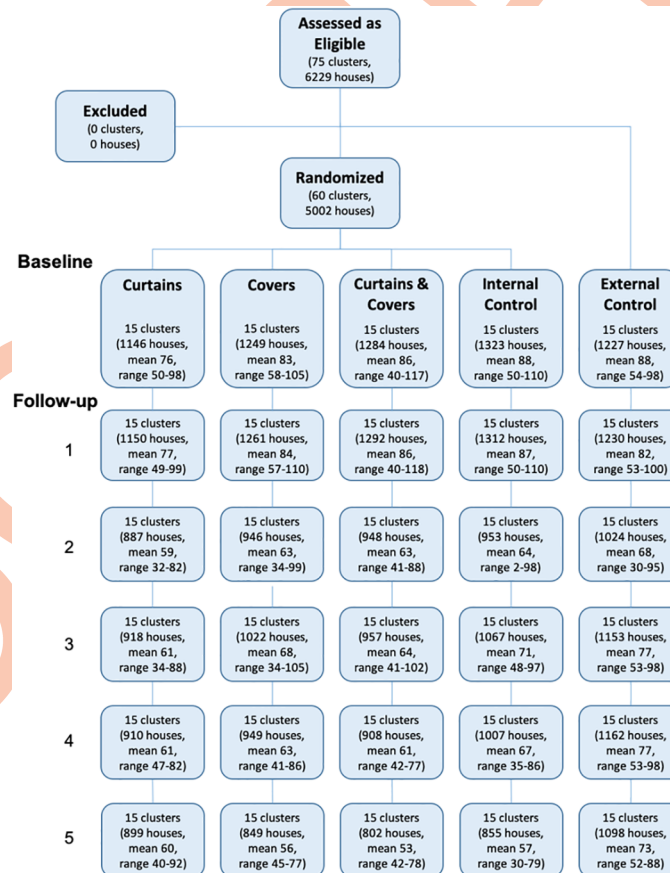 Assessed as
Eligible
(75 clusters,
6229 houses)
Excluded
(0 clusters,
0 houses)
Randomized
(60 clusters,
5002 houses)
Baseline
Curtains
15 clusters
(1146 houses,
mean 76,
range 50-98)
Covers
15 clusters
(1249 houses,
mean 83,
range 58-105)
Curtains &
Covers
15 clusters
(1284 houses,
mean 86,
range 40-117)
Internal
Control
15 clusters
(1323 houses,
mean 88,
range 50-110)
External
Control
15 clusters
(1227 houses,
mean 88,
range 54-98)
Follow-up
1
15 clusters
(1150 houses,
mean 77,
range 49-99)
15 clusters
(1261 houses,
mean 84,
range 57-110)
15 clusters
(1292 houses,
mean 86,
range 40-118)
15 clusters
(1312 houses,
mean 87,
range 50-110)
15 clusters
(1230 houses,
mean 82,
range 53-100)
2
15 clusters
(887 houses,
mean 59,
range 32-82)
15 clusters
(946 houses,
mean 63,
range 34-99)
15 clusters
(948 houses,
mean 63,
range 41-88)
15 clusters
(953 houses,
mean 64,
range 2-98)
15 clusters
(1024 houses,
mean 68,
range 30-95)
3
15 clusters
(918 houses,
mean 61,
range 34-88)
15 clusters
(1022 houses,
mean 68,
range 34-105)
15 clusters
(957 houses,
mean 64,
range 41-102)
15 clusters
(1067 houses,
mean 71,
range 48-97)
15 clusters
(1153 houses,
mean 77,
range 53-98)
4
15 clusters
(910 houses,
mean 61,
range 47-82)
15 clusters
(949 houses,
mean 63,
range 41-86)
15 clusters
(908 houses,
mean 61,
range 42-77)
15 clusters
(1007 houses,
mean 67,
range 35-86)
15 clusters
(1162 houses,
mean 77,
range 53-98)
5
15 clusters
(899 houses,
mean 60,
range 40-92)
15 clusters
(849 houses,
mean 56,
range 45-77)
15 clusters
(802 houses,
mean 53,
range 42-78)
15 clusters
(855 houses,
mean 57,
range 30-79)
15 clusters
(1098 houses,
mean 73,
range 52-88)